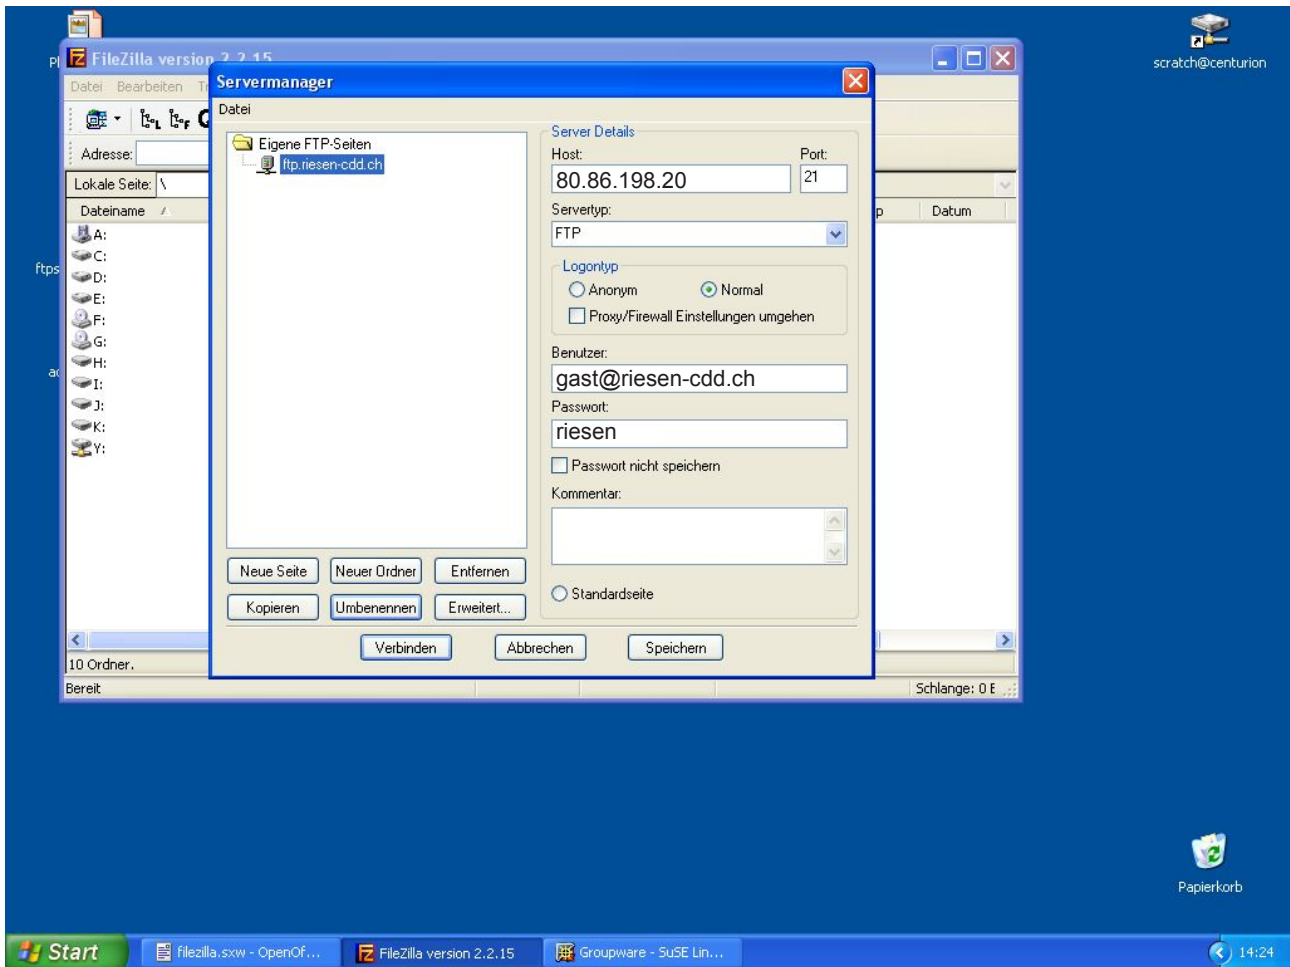 scratch@centurion
FileZilla version 2.2.15
Datei Bearbeiten
Adresse:
Lokale Seite: \
Dateiname
Datum
A:
C:
D:
E:
F:
G:
H:
I:
J:
K:
Y:
ftps
10 Ordner.
Bereit
Schlange: 0 E
Servermanager
Datei
Eigene FTP-Seiten
ftp.riesen-cdd.ch
Neue Seite Neuer Ordner Entfernen
Kopieren Umbenennen Erweitert...
Server Details
Host: Port:
80.86.198.20 21
Servertyp:
FTP
Logontyp
Anonym Normal
Proxy/Firewall Einstellungen umgehen
Benutzer:
gast@riesen-cdd.ch
Passwort:
riesen
Passwort nicht speichern
Kommentar:
Standardseite
Verbinden Abbrechen Speichern
Papierkorb
Start filezilla.sxw - OpenOf... FileZilla version 2.2.15 Groupware - SuSE Lin... 14:24